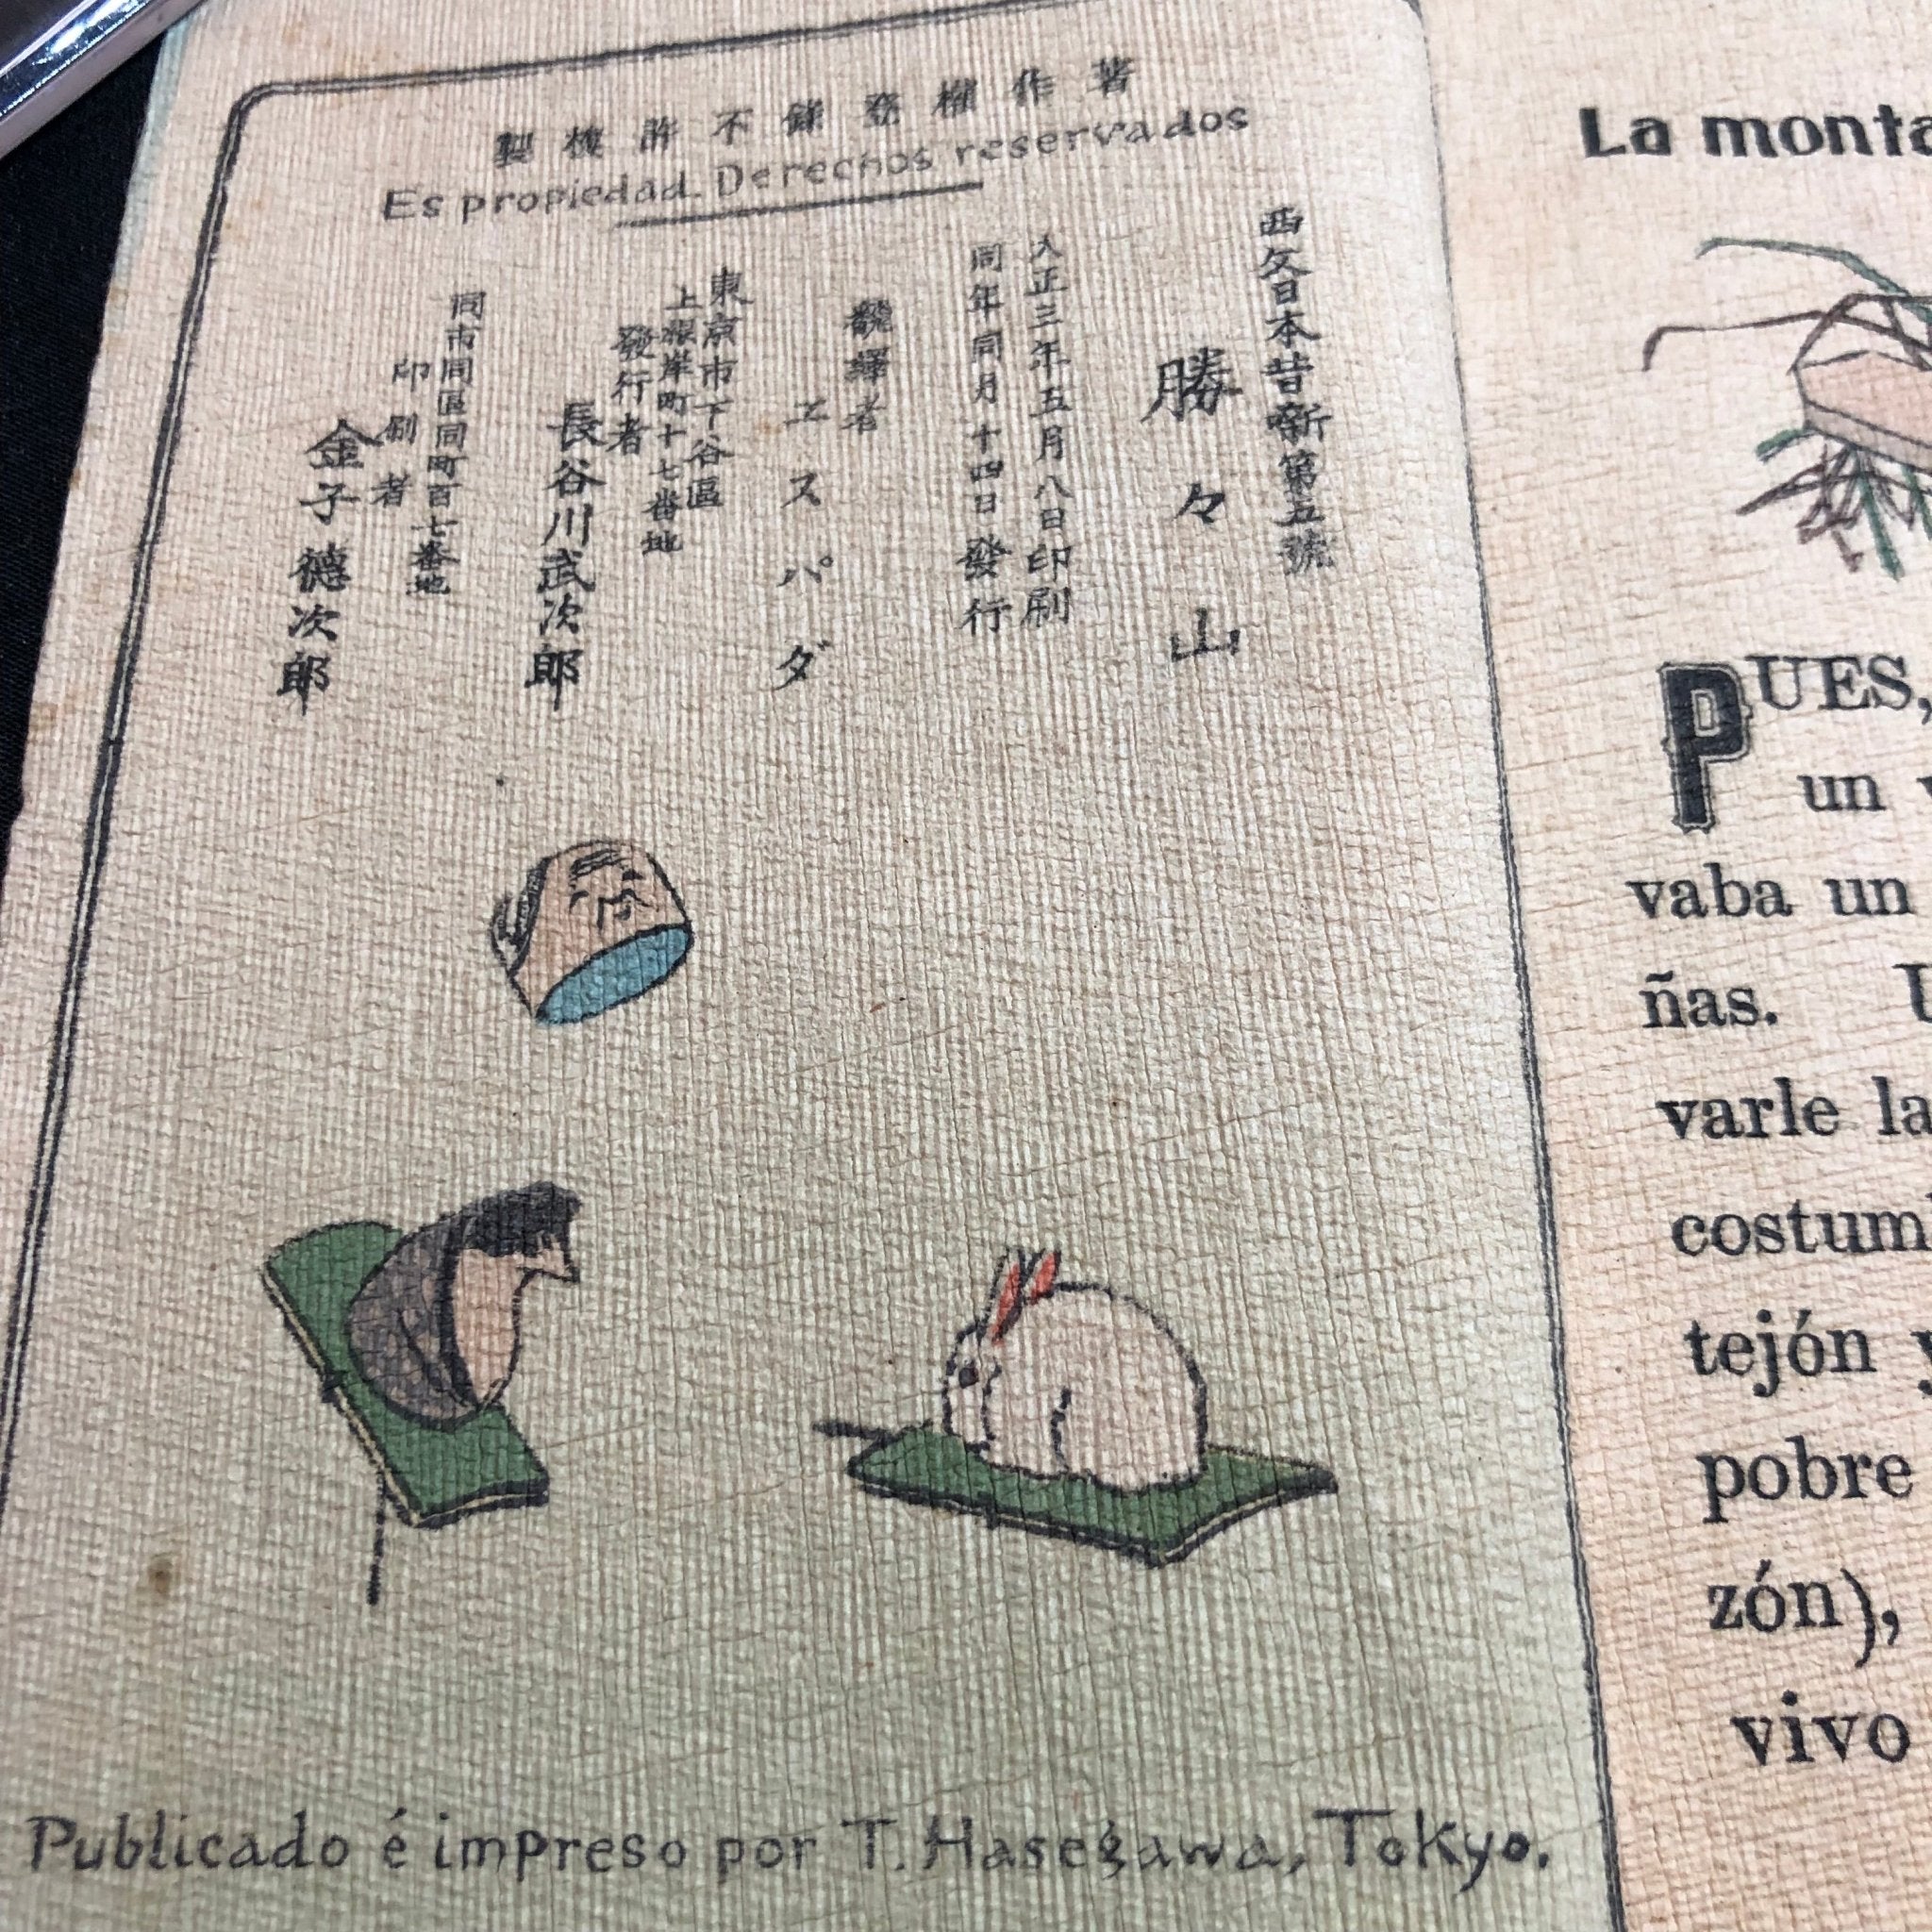 著作權登錄不許複製
Es propiedad. Derechos reservados
西文日本昔噺第五號
勝々山
大正三年五月八日印刷
同年同月十四日發行
飜繹者
エスパダ
東京市下谷區
上根岸町十七番地
發行者
長谷川武次郎
同市同區同町百七番地
印刷者
金子德次郎
Publicado é impreso por T. Hasegawa, Tokyo.
La monta
PUES,
un v
vaba un
ñas. U
varle la
costum
tejón y
pobre
zón),
vivo